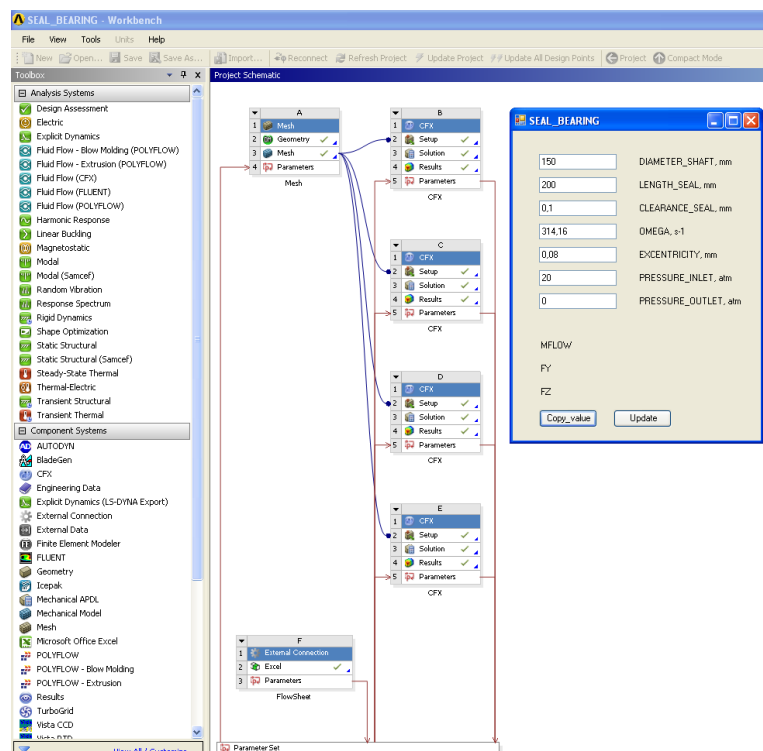 SEAL_BEARING - Workbench
File View Tools Units Help
New Open... Save Save As... Import... Reconnect Refresh Project Update Project Update All Design Points Project Compact Mode
Toolbox
Analysis Systems
Design Assessment
Electric
Explicit Dynamics
Fluid Flow - Blow Molding (POLYFLOW)
Fluid Flow - Extrusion (POLYFLOW)
Fluid Flow (CFX)
Fluid Flow (FLUENT)
Fluid Flow (POLYFLOW)
Harmonic Response
Linear Buckling
Magnetostatic
Modal
Modal (Samcef)
Random Vibration
Response Spectrum
Rigid Dynamics
Shape Optimization
Static Structural
Static Structural (Samcef)
Steady-State Thermal
Thermal-Electric
Transient Structural
Transient Thermal
Component Systems
AUTODYN
BladeGen
CFX
Engineering Data
Explicit Dynamics (LS-DYNA Export)
External Connection
External Data
Finite Element Modeler
FLUENT
Geometry
Icepak
Mechanical APDL
Mechanical Model
Mesh
Microsoft Office Excel
POLYFLOW
POLYFLOW - Blow Molding
POLYFLOW - Extrusion
Results
TurboGrid
Vista CCD
View All / Customize
Project Schematic
A
1 Mesh
2 Geometry
3 Mesh
4 Parameters
Mesh
B
1 CFX
2 Setup
3 Solution
4 Results
5 Parameters
CFX
C
1 CFX
2 Setup
3 Solution
4 Results
5 Parameters
CFX
D
1 CFX
2 Setup
3 Solution
4 Results
5 Parameters
CFX
E
1 CFX
2 Setup
3 Solution
4 Results
5 Parameters
CFX
F
1 External Connection
2 Excel
3 Parameters
FlowSheet
Parameter Set
SEAL_BEARING
150 DIAMETER_SHAFT, mm
200 LENGTH_SEAL, mm
0,1 CLEARANCE_SEAL, mm
314,16 OMEGA, s-1
0,08 EXCENTRICITY, mm
20 PRESSURE_INLET, atm
0 PRESSURE_OUTLET, atm
MFLOW
FY
FZ
Copy_value Update